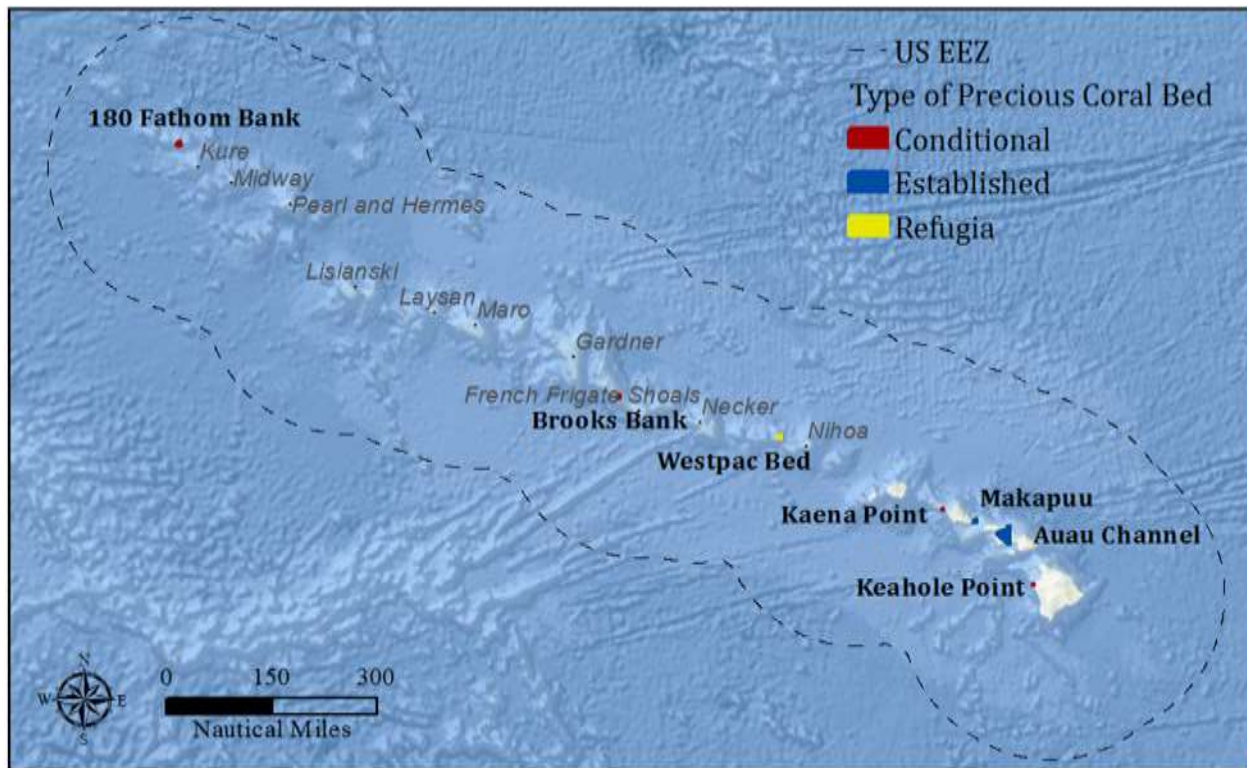 US EEZ
Type of Precious Coral Bed
Conditional
Established
Refugia
180 Fathom Bank
Kure
Midway
Pearl and Hermes
Lisianski
Laysan
Maro
Gardner
French Frigate Shoals
Brooks Bank
Necker
Nihoa
Westpac Bed
Makapuu
Kaena Point
Auau Channel
Keahole Point
N
W E
S
0 150 300
Nautical Miles